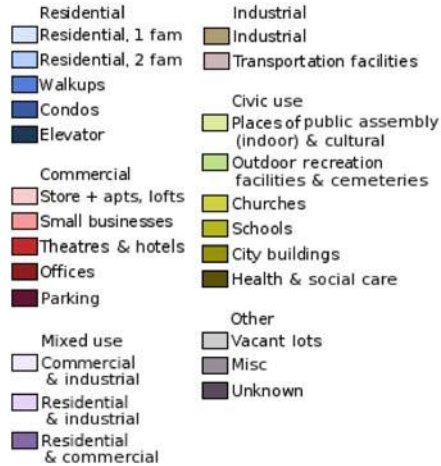 Residential
Residential, 1 fam
Residential, 2 fam
Walkups
Condos
Elevator
Commercial
Store + apts, lofts
Small businesses
Theatres & hotels
Offices
Parking
Mixed use
Commercial
& industrial
Residential
& industrial
Residential
& commercial
Industrial
Industrial
Transportation facilities
Civic use
Places of public assembly
(indoor) & cultural
Outdoor recreation
facilities & cemeteries
Churches
Schools
City buildings
Health & social care
Other
Vacant lots
Misc
Unknown